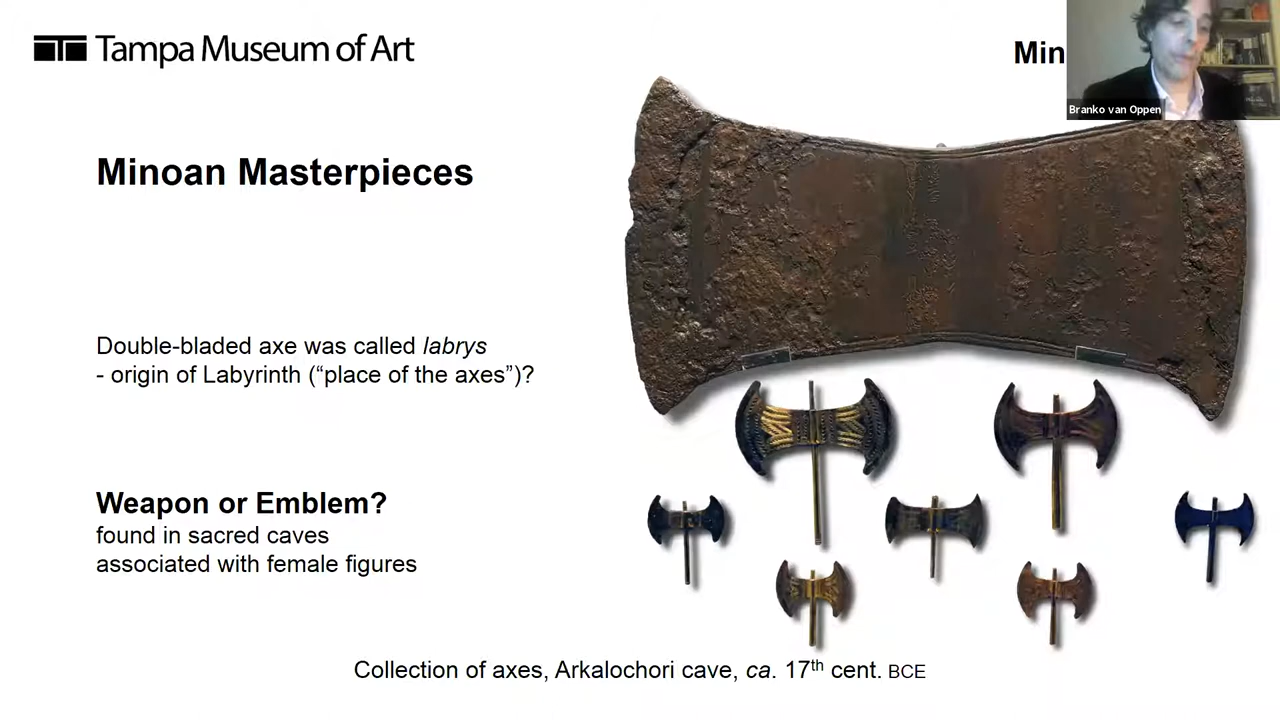 Tampa Museum of Art
Branko van Oppen
Minoan Masterpieces
Double-bladed axe was called labrys
- origin of Labyrinth (“place of the axes”)?
Weapon or Emblem?
found in sacred caves
associated with female figures
Collection of axes, Arkalochori cave, ca. 17th cent. BCE